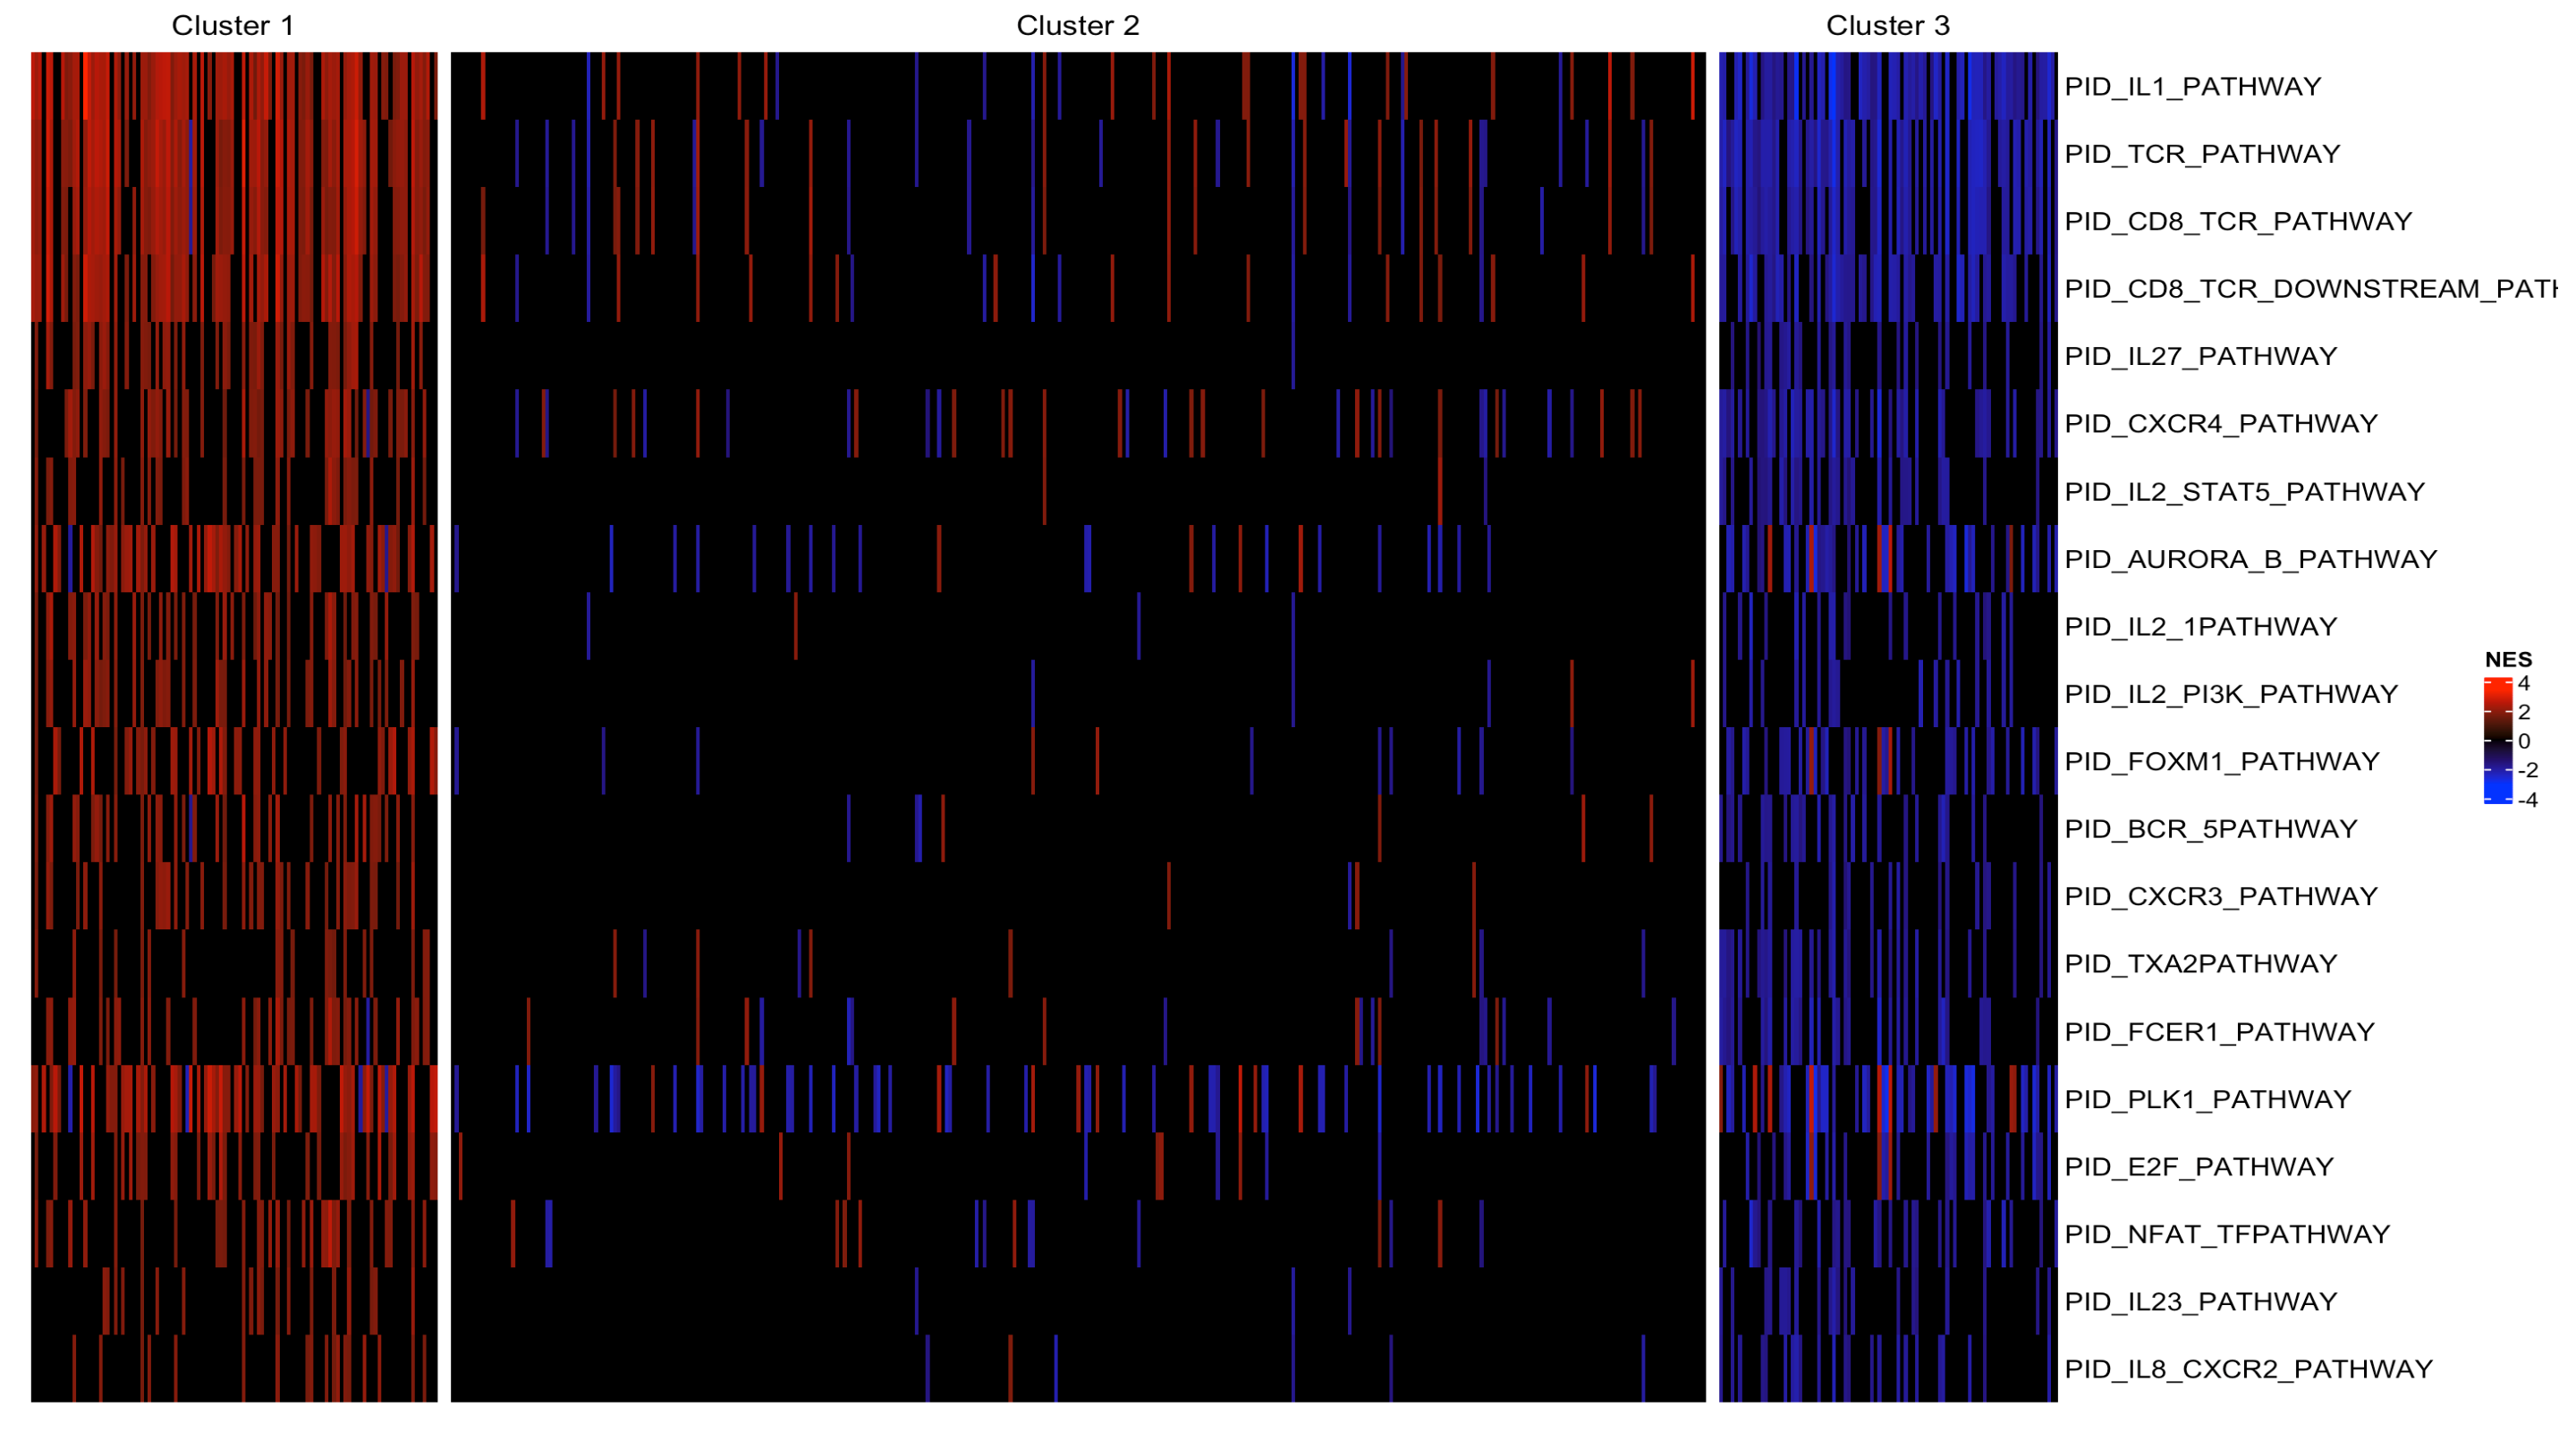 Cluster 1
Cluster 2
Cluster 3
PID_IL1_PATHWAY
PID_TCR_PATHWAY
PID_CD8_TCR_PATHWAY
PID_CD8_TCR_DOWNSTREAM_PATH
PID_IL27_PATHWAY
PID_CXCR4_PATHWAY
PID_IL2_STAT5_PATHWAY
PID_AURORA_B_PATHWAY
PID_IL2_1PATHWAY
PID_IL2_PI3K_PATHWAY
PID_FOXM1_PATHWAY
PID_BCR_5PATHWAY
PID_CXCR3_PATHWAY
PID_TXA2PATHWAY
PID_FCER1_PATHWAY
PID_PLK1_PATHWAY
PID_E2F_PATHWAY
PID_NFAT_TFPATHWAY
PID_IL23_PATHWAY
PID_IL8_CXCR2_PATHWAY
NES
4
2
0
-2
-4